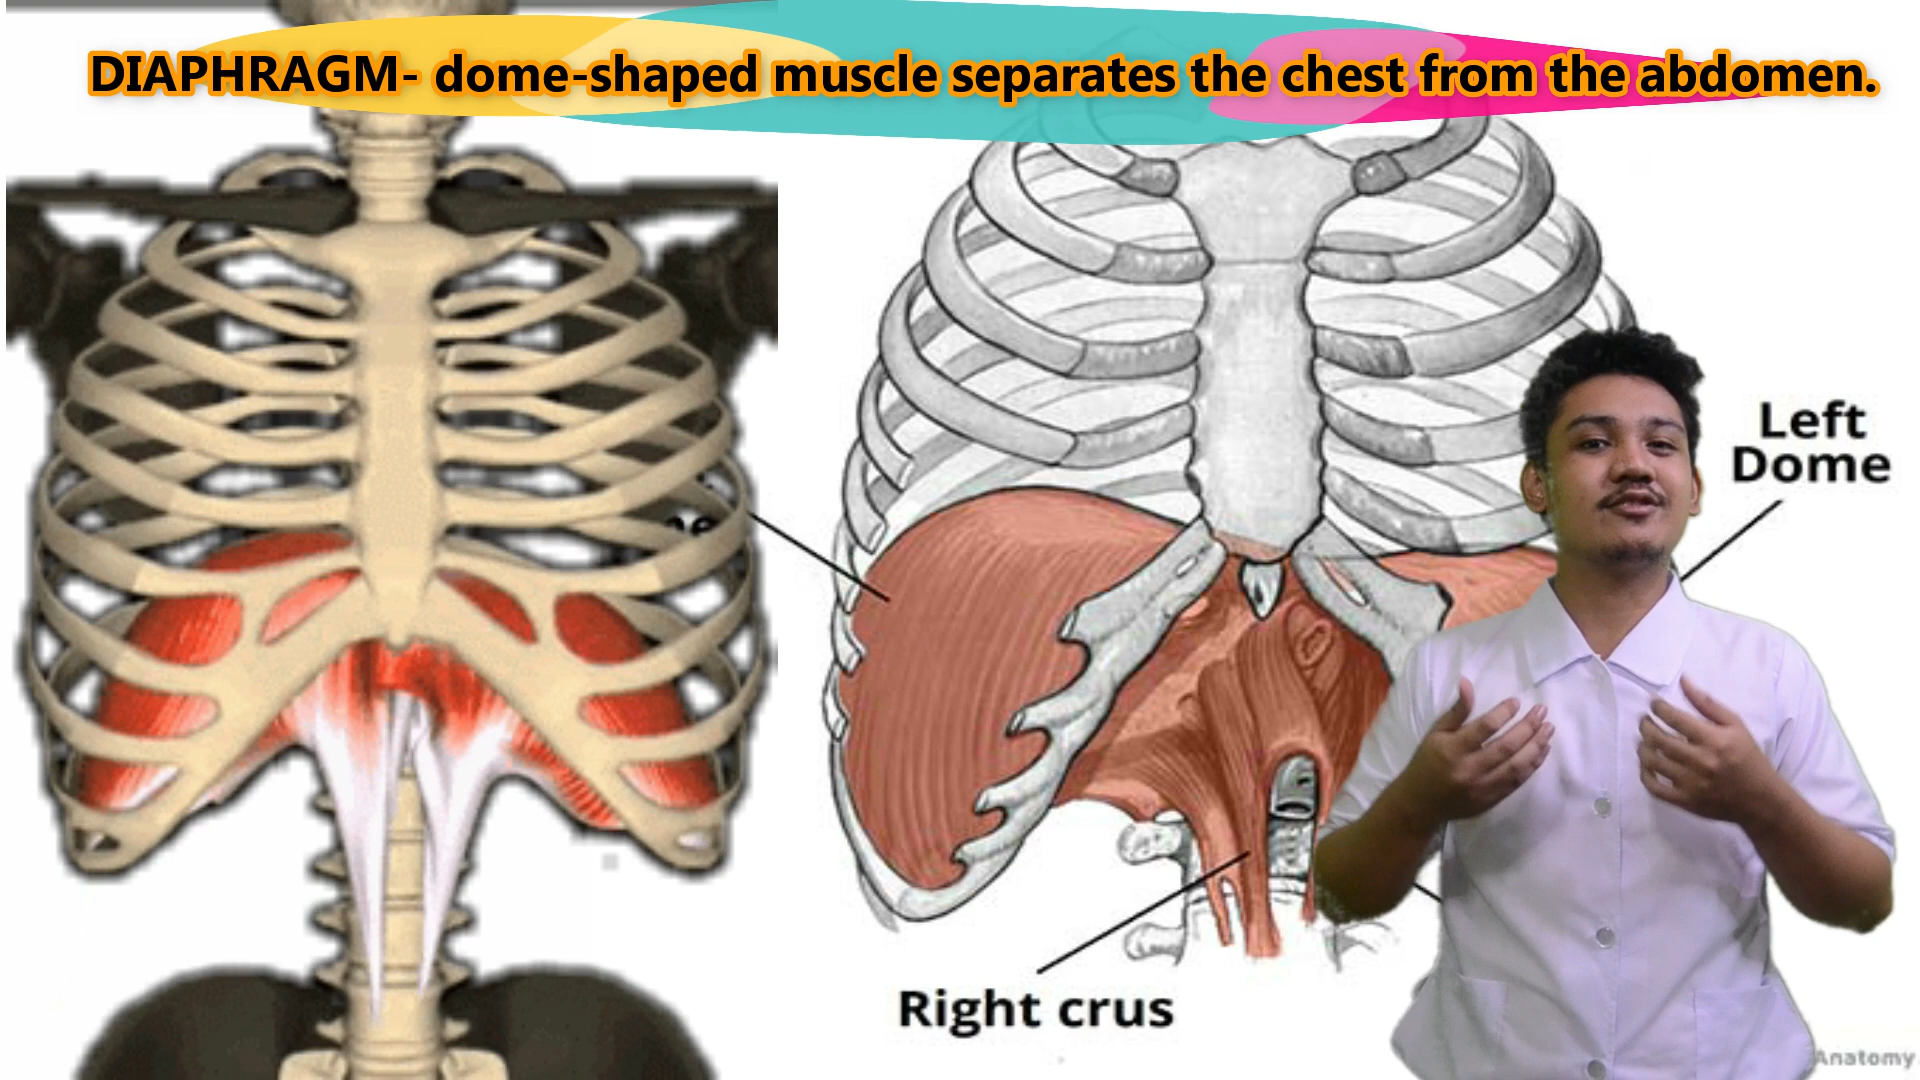 DIAPHRAGM- dome-shaped muscle separates the chest from the abdomen.
Left
Dome
Right crus
Anatomy